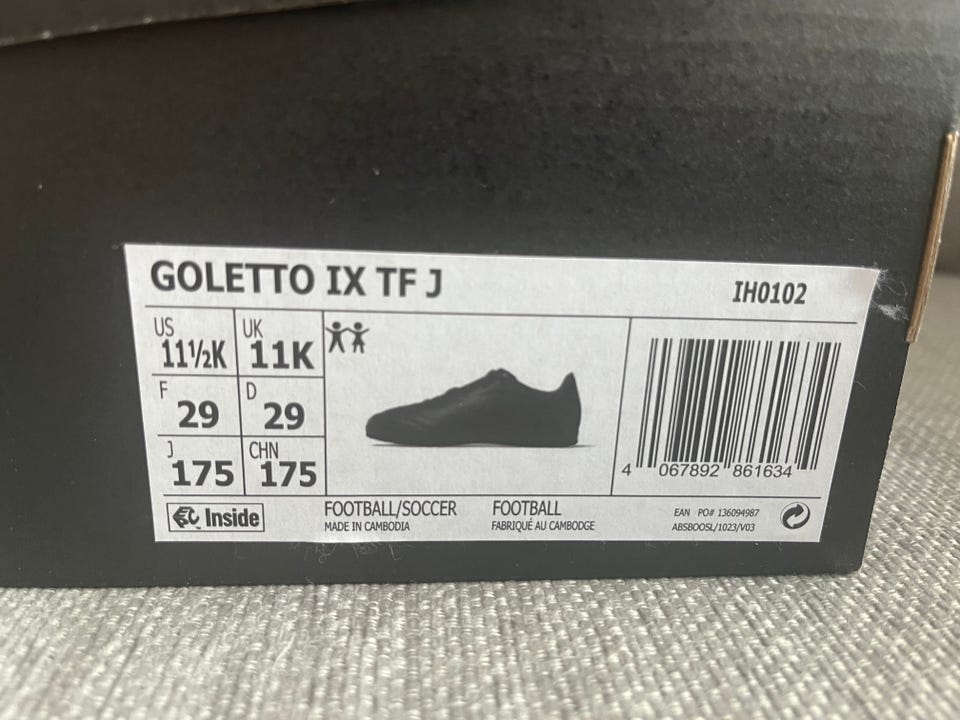 GOLETTO IX TF J
IH0102
US
11½K
UK
11K
F
29
D
29
J
175
CHN
175
4 067892 861634
Inside
FOOTBALL/SOCCER
MADE IN CAMBODIA
FOOTBALL
FABRIQUÉ AU CAMBODGE
EAN PO# 136094987
ABSBOOSL/1023/V03